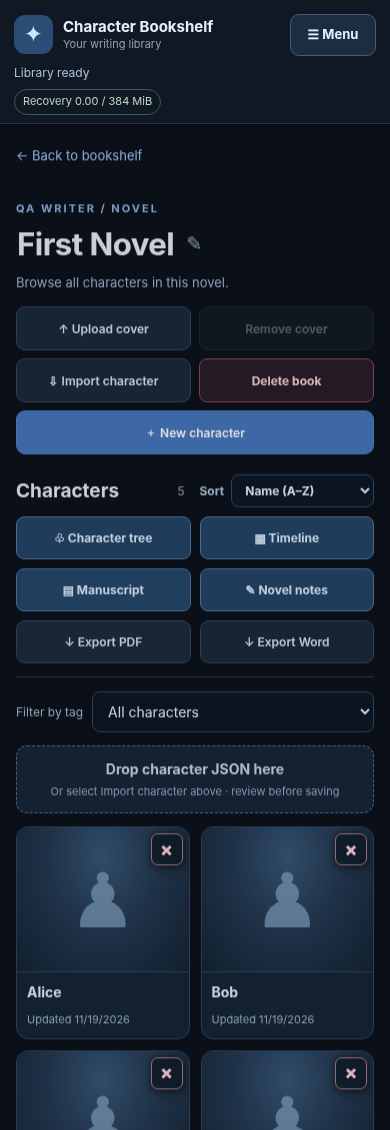 Character Bookshelf
Your writing library
☰ Menu
Library ready
Recovery 0.00 / 384 MiB
← Back to bookshelf
QA WRITER / NOVEL
First Novel ✎
Browse all characters in this novel.
↑ Upload cover
Remove cover
⇩ Import character
Delete book
+ New character
Characters 5 Sort Name (A–Z)
♧ Character tree
▦ Timeline
▤ Manuscript
✎ Novel notes
↓ Export PDF
↓ Export Word
Filter by tag All characters
Drop character JSON here
Or select Import character above · review before saving
Alice
Updated 11/19/2026
Bob
Updated 11/19/2026